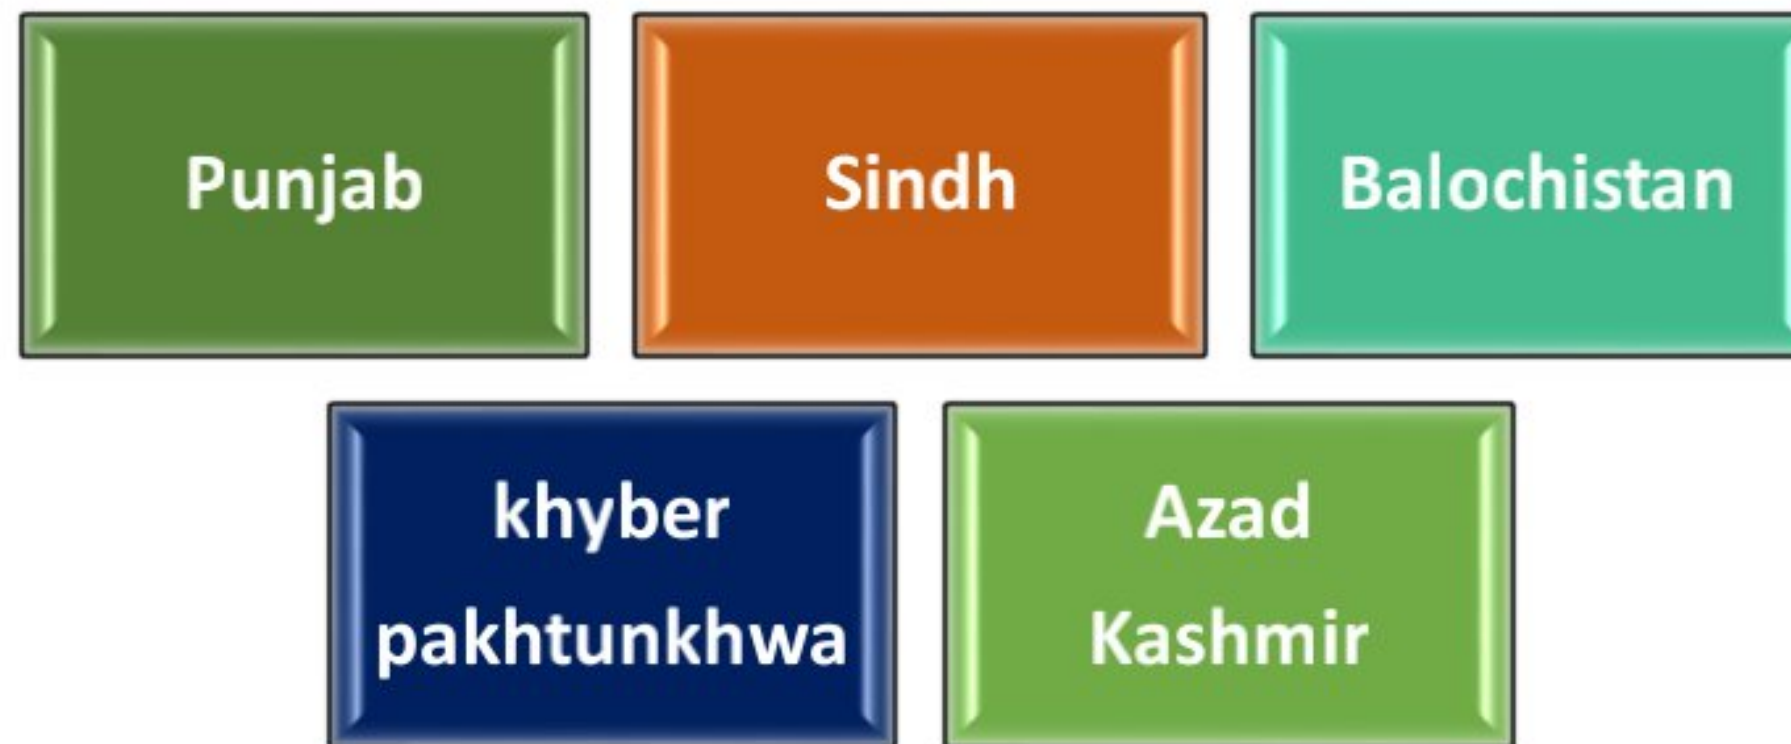 Punjab
Sindh
Balochistan
khyber
pakhtunkhwa
Azad
Kashmir